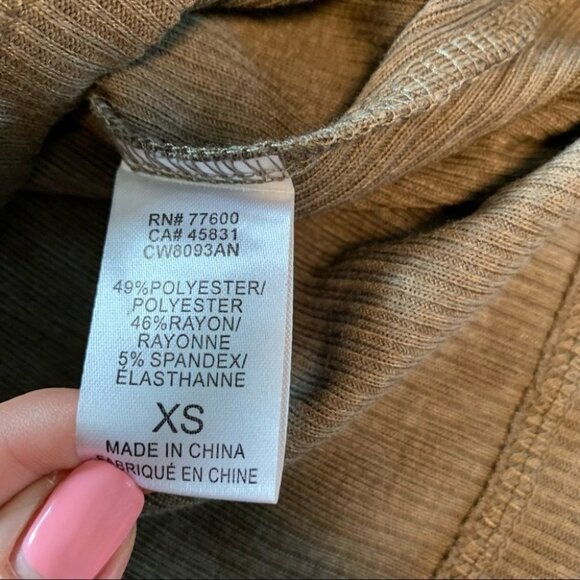 RN# 77600
CA# 45831
CW8093AN
49%POLYESTER/
POLYESTER
46%RAYON/
RAYONNE
5% SPANDEX/
ÉLASTHANNE
XS
MADE IN CHINA
FABRIQUÉ EN CHINE